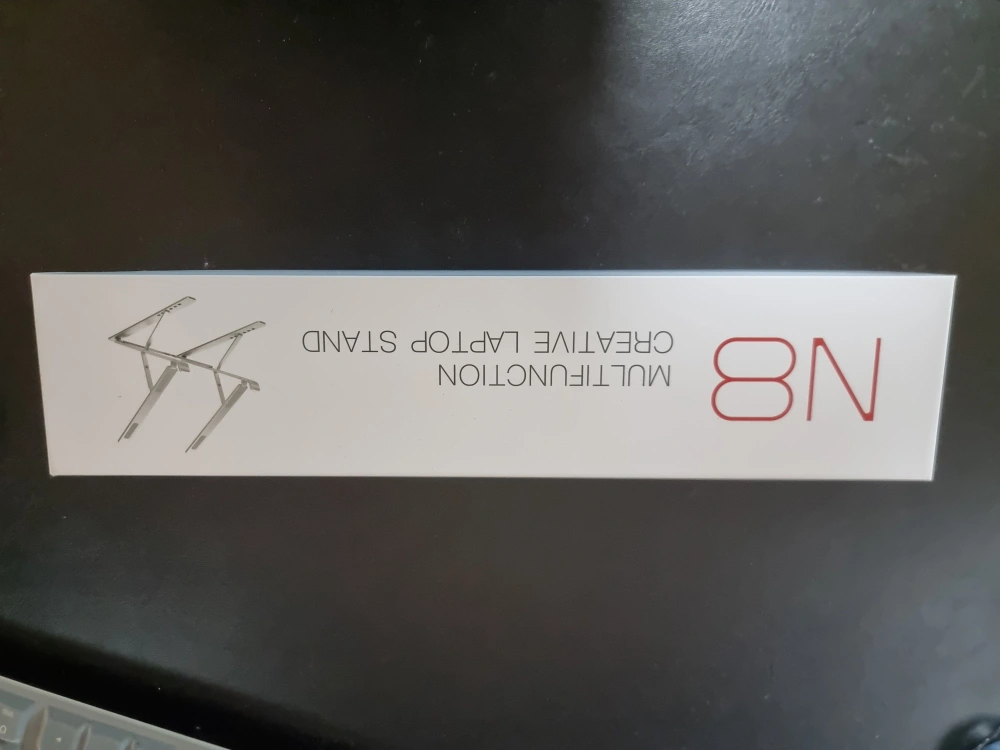 N8
MULTIFUNCTION
CREATIVE LAPTOP STAND